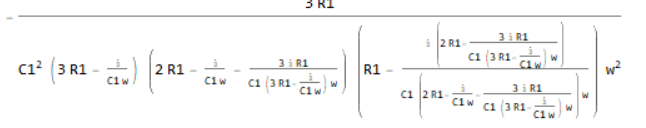 - 3 R1 / ( C1² (3 R1 - i/(C1 w)) (2 R1 - i/(C1 w) - 3 i R1/(C1 (3 R1 - i/(C1 w)) w)) (R1 - i (2 R1 - 3 i R1/(C1 (3 R1 - i/(C1 w)) w))/(C1 (2 R1 - i/(C1 w) - 3 i R1/(C1 (3 R1 - i/(C1 w)) w)) w)) w² )